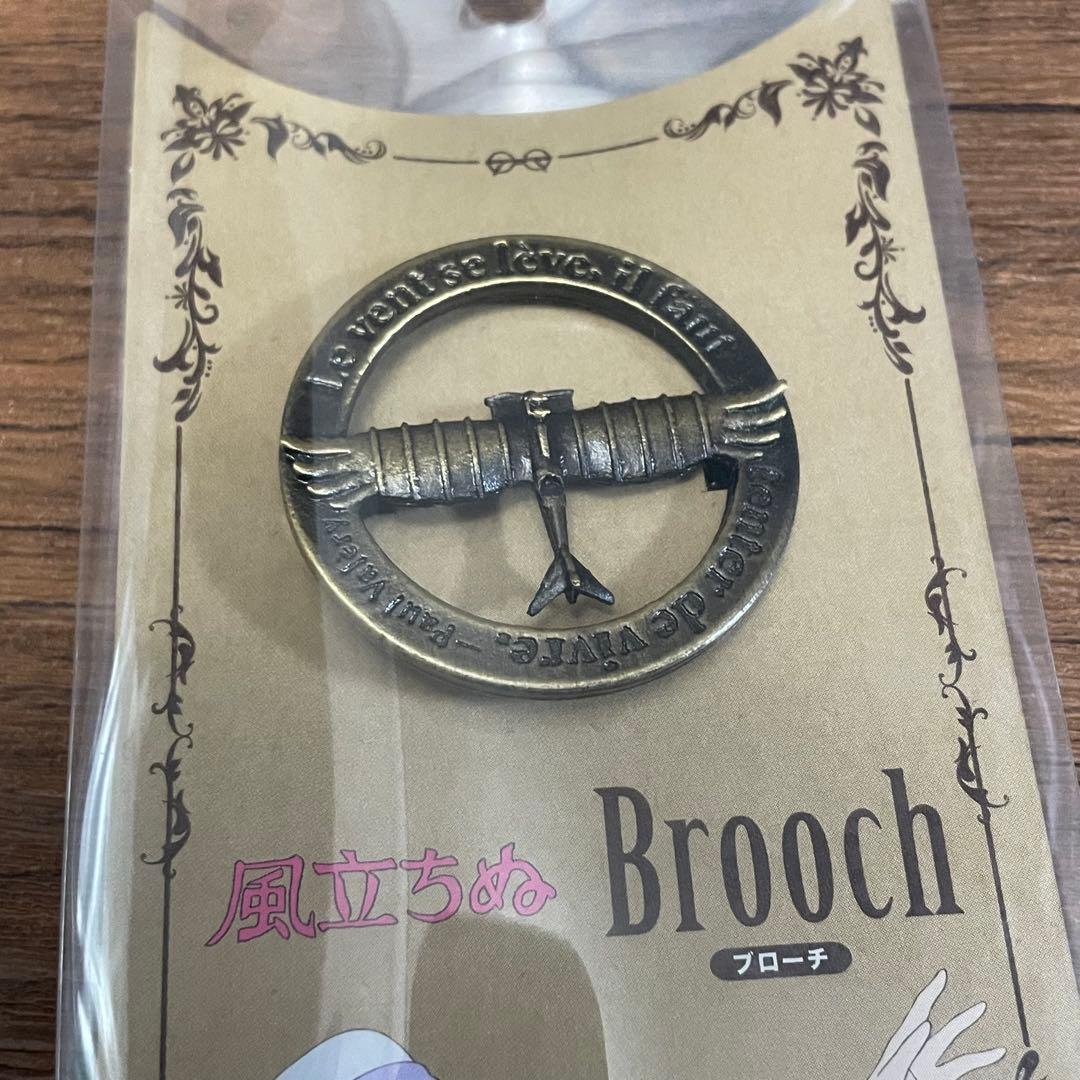 Le vent se lève, il faut
tenter de vivre.
—Paul Valéry
風立ちぬ
Brooch
ブローチ